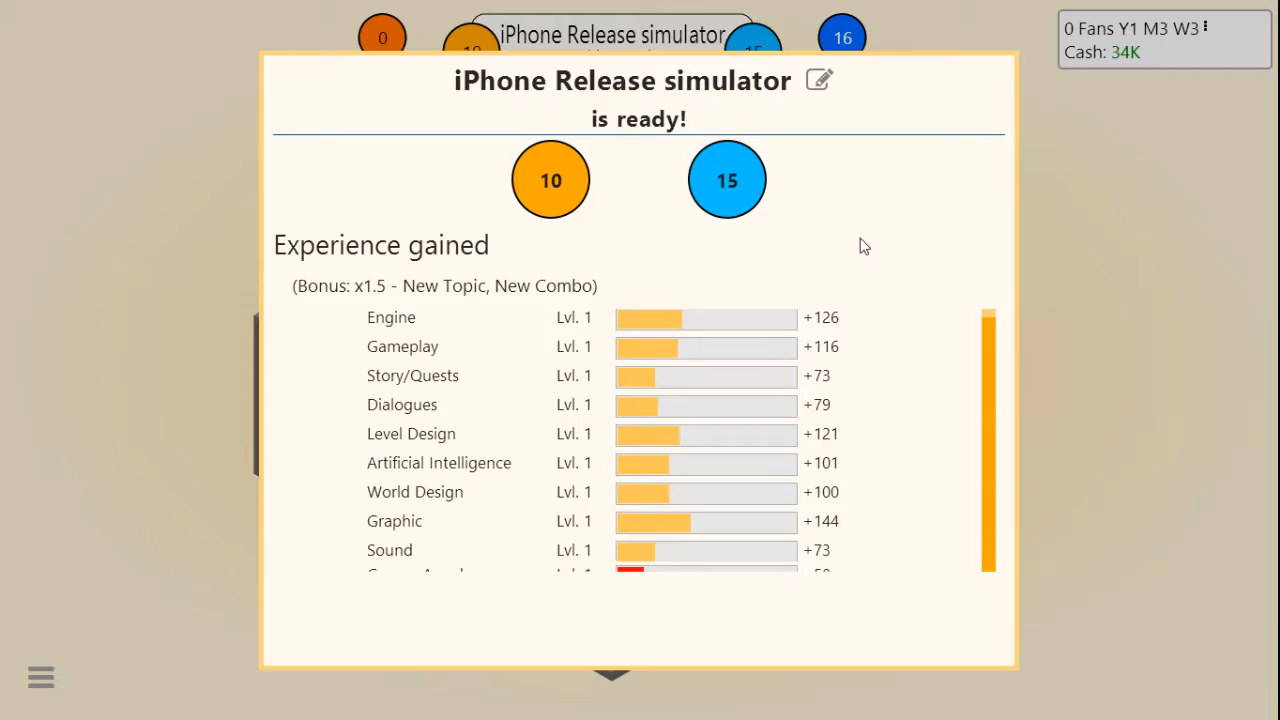 0
iPhone Release simulator
16
0 Fans Y1 M3 W3
Cash: 34K
iPhone Release simulator
is ready!
10
15
Experience gained
(Bonus: x1.5 - New Topic, New Combo)
Engine Lvl. 1 +126
Gameplay Lvl. 1 +116
Story/Quests Lvl. 1 +73
Dialogues Lvl. 1 +79
Level Design Lvl. 1 +121
Artificial Intelligence Lvl. 1 +101
World Design Lvl. 1 +100
Graphic Lvl. 1 +144
Sound Lvl. 1 +73